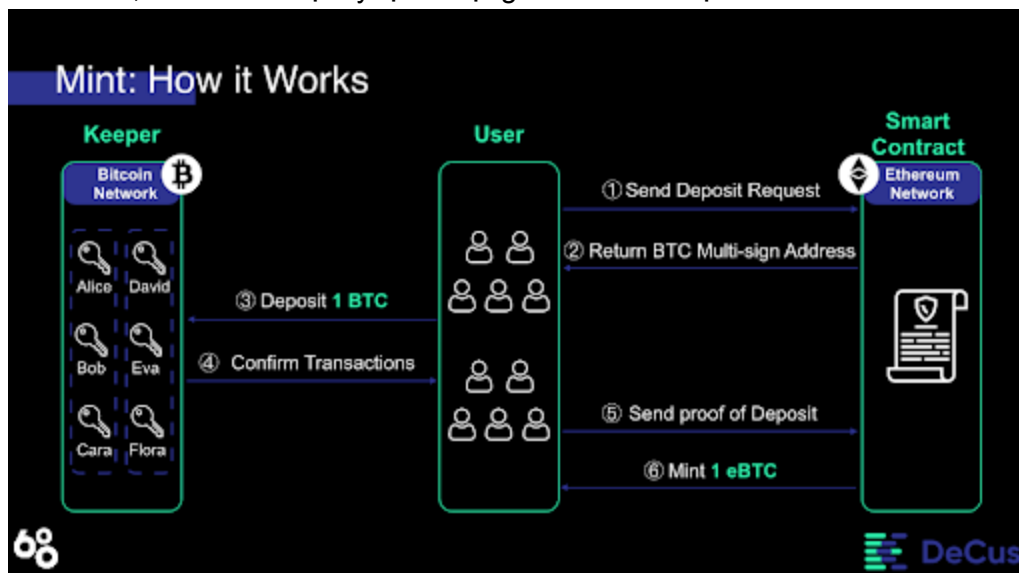 Mint: How it Works
Keeper
User
Smart
Contract
Bitcoin
Network
Ethereum
Network
① Send Deposit Request
② Return BTC Multi-sign Address
Alice David
③ Deposit 1 BTC
Bob Eva
④ Confirm Transactions
Cara Flora
⑤ Send proof of Deposit
⑥ Mint 1 eBTC
DeCus